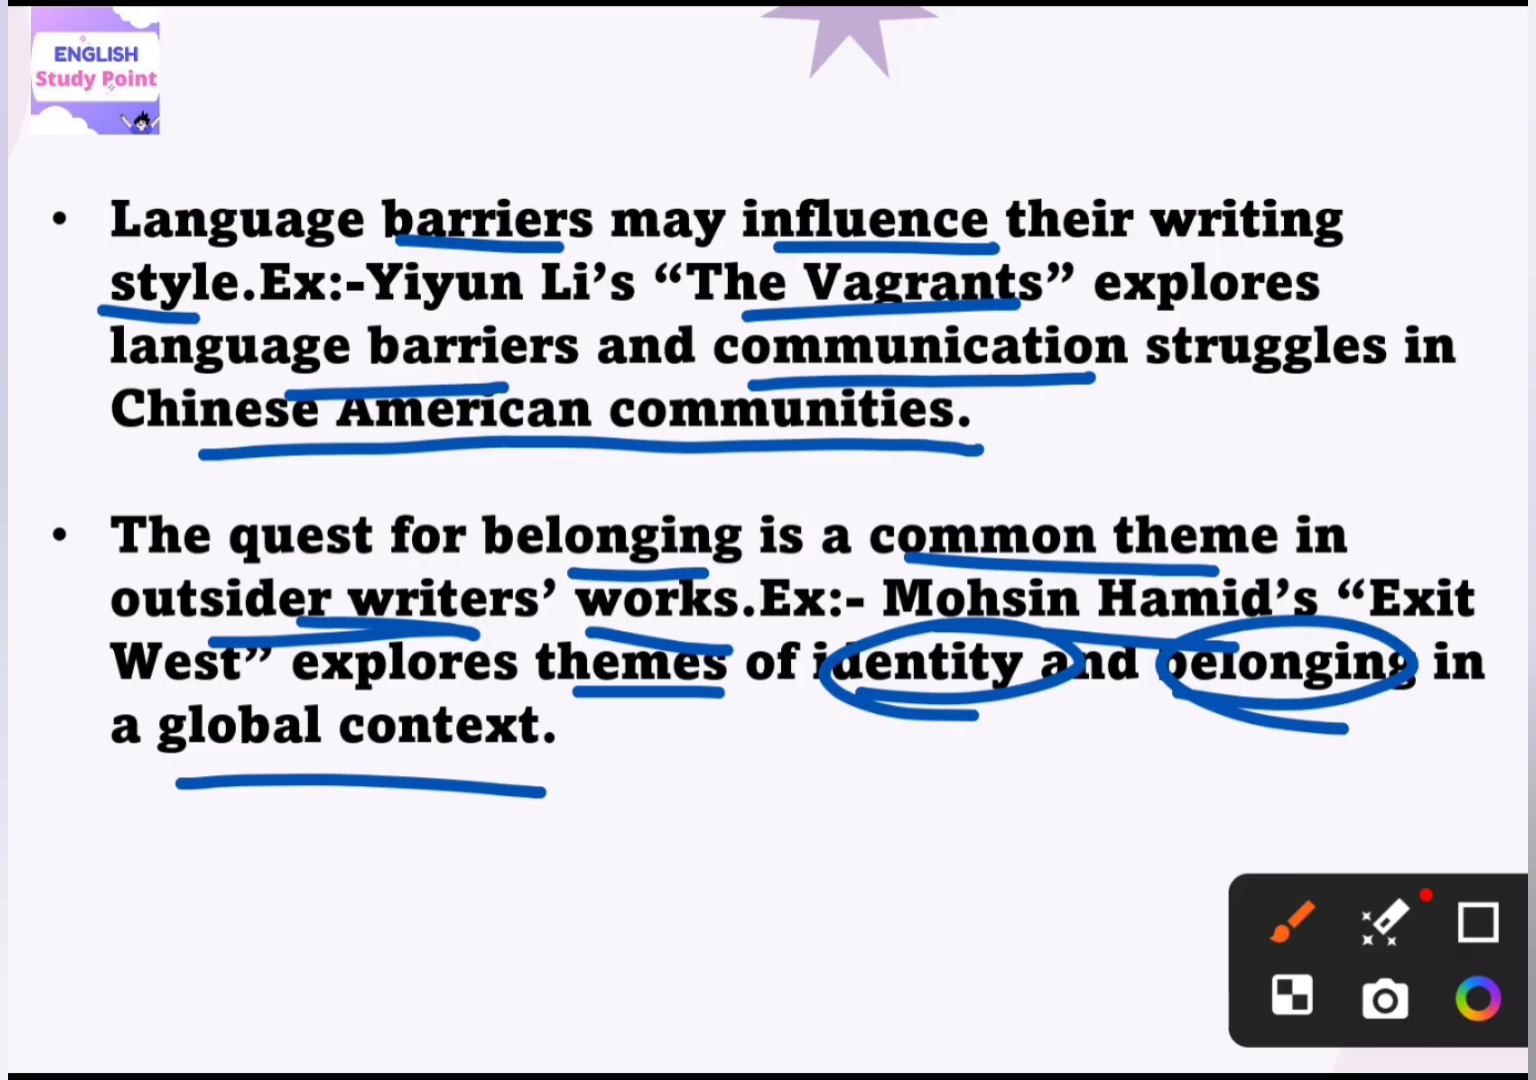 ENGLISH
Study Point
• Language barriers may influence their writing
style.Ex:-Yiyun Li’s “The Vagrants” explores
language barriers and communication struggles in
Chinese American communities.
• The quest for belonging is a common theme in
outsider writers’ works.Ex:- Mohsin Hamid’s “Exit
West” explores themes of identity and belonging in
a global context.